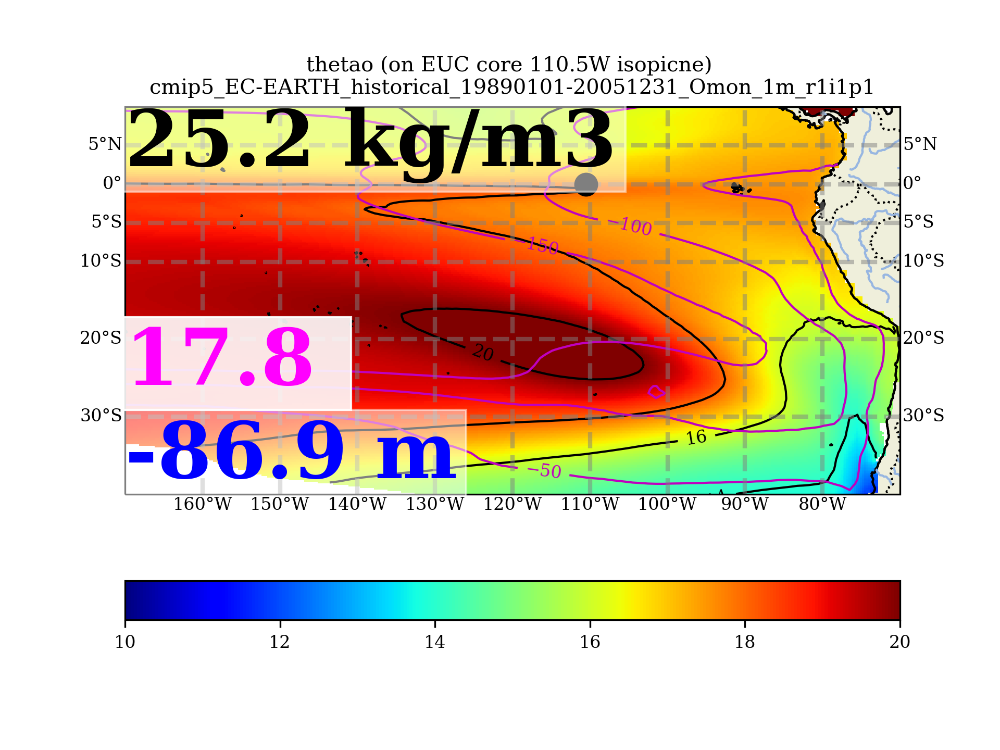 thetao (on EUC core 110.5W isopicne)
cmip5_EC-EARTH_historical_19890101-20051231_Omon_1m_r1i1p1
25.2 kg/m3
5°N
5°N
0°
0°
5°S
−100
5°S
−150
10°S
10°S
20°S
17.8
20
20°S
30°S
30°S
-86.9 m
16
−50
160°W 150°W 140°W 130°W 120°W 110°W 100°W 90°W 80°W
10 12 14 16 18 20